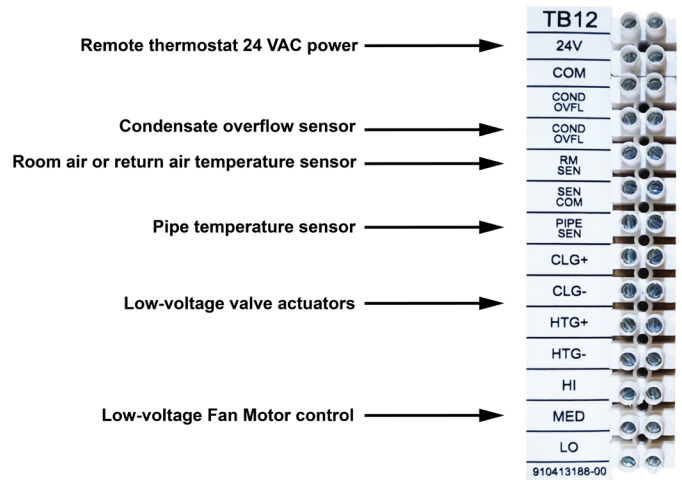 TB12
Remote thermostat 24 VAC power
24V
COM
COND
OVFL
Condensate overflow sensor
COND
OVFL
Room air or return air temperature sensor
RM
SEN
SEN
COM
Pipe temperature sensor
PIPE
SEN
CLG+
Low-voltage valve actuators
CLG-
HTG+
HTG-
HI
Low-voltage Fan Motor control
MED
LO
910413188-00